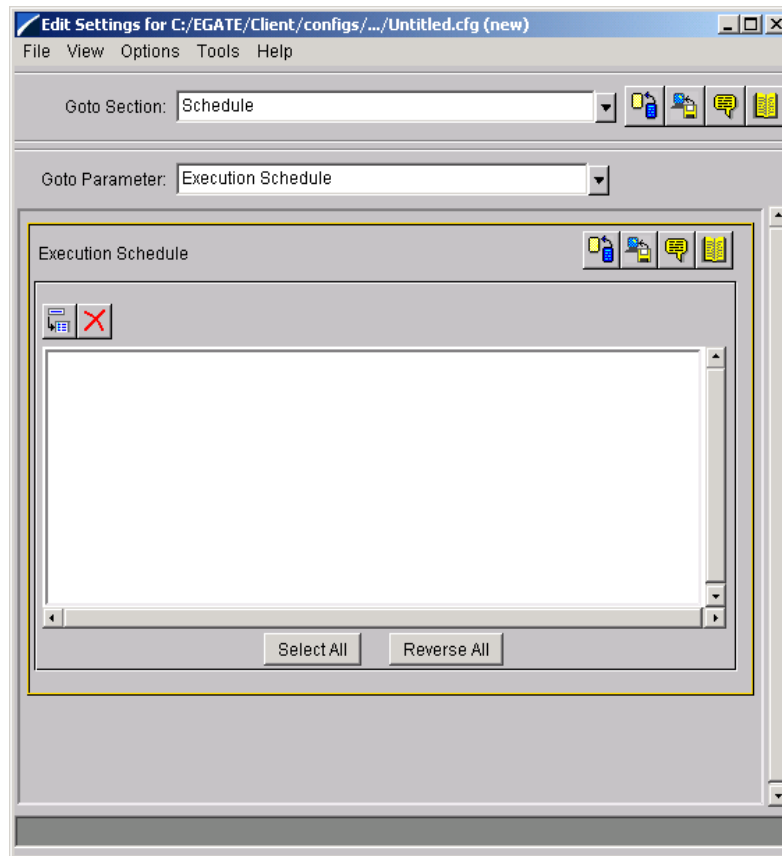 Edit Settings for C:/EGATE/Client/configs/.../Untitled.cfg (new)
File View Options Tools Help
Goto Section: Schedule
Goto Parameter: Execution Schedule
Execution Schedule
Select All Reverse All